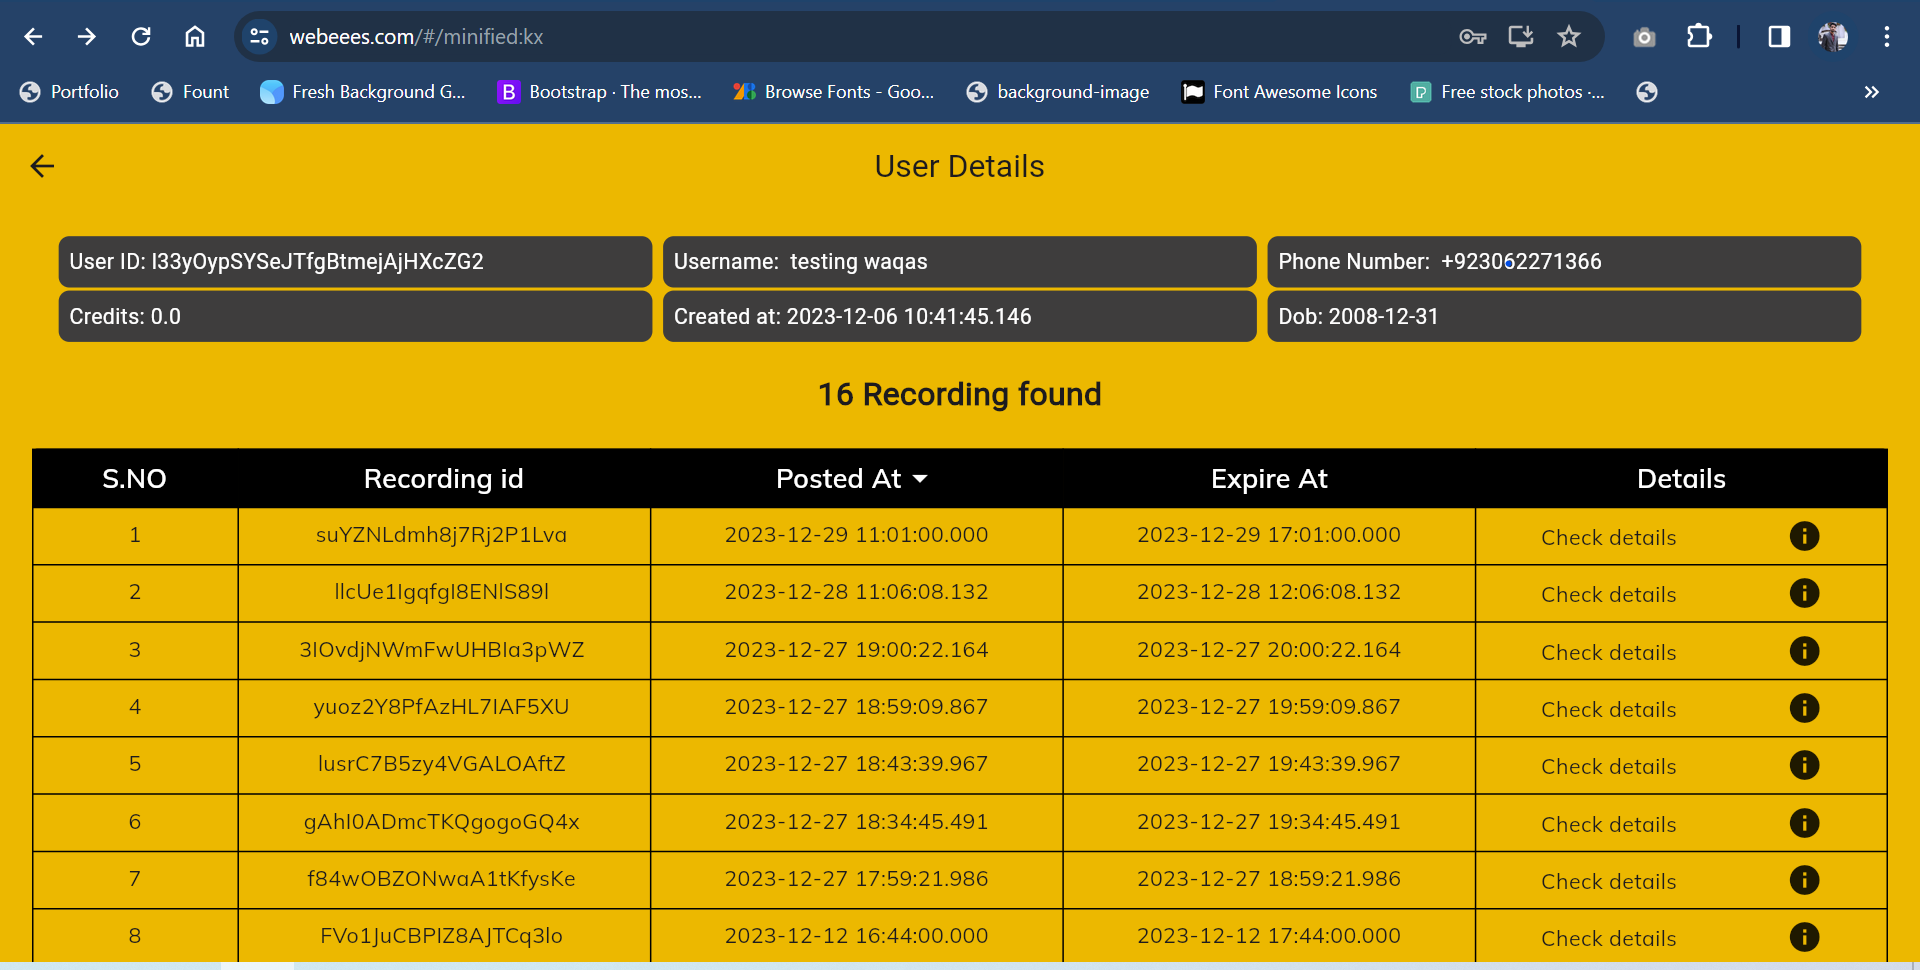 webeees.com/#/minified:kx
Portfolio Fount Fresh Background G... Bootstrap · The mos... Browse Fonts - Goo... background-image Font Awesome Icons Free stock photos ·... »
User Details
User ID: I33yOypSYSeJTfgBtmejAjHXcZG2 Username: testing waqas Phone Number: +923062271366
Credits: 0.0 Created at: 2023-12-06 10:41:45.146 Dob: 2008-12-31
16 Recording found
S.NO Recording id Posted At Expire At Details
1 suYZNLdmh8j7Rj2P1Lva 2023-12-29 11:01:00.000 2023-12-29 17:01:00.000 Check details
2 llcUe1IgqfgI8ENlS89l 2023-12-28 11:06:08.132 2023-12-28 12:06:08.132 Check details
3 3IOvdjNWmFwUHBIa3pWZ 2023-12-27 19:00:22.164 2023-12-27 20:00:22.164 Check details
4 yuoz2Y8PfAzHL7IAF5XU 2023-12-27 18:59:09.867 2023-12-27 19:59:09.867 Check details
5 lusrC7B5zy4VGALOAftZ 2023-12-27 18:43:39.967 2023-12-27 19:43:39.967 Check details
6 gAhI0ADmcTKQgogoGQ4x 2023-12-27 18:34:45.491 2023-12-27 19:34:45.491 Check details
7 f84wOBZONwaA1tKfysKe 2023-12-27 17:59:21.986 2023-12-27 18:59:21.986 Check details
8 FVo1JuCBPIZ8AJTCq3lo 2023-12-12 16:44:00.000 2023-12-12 17:44:00.000 Check details